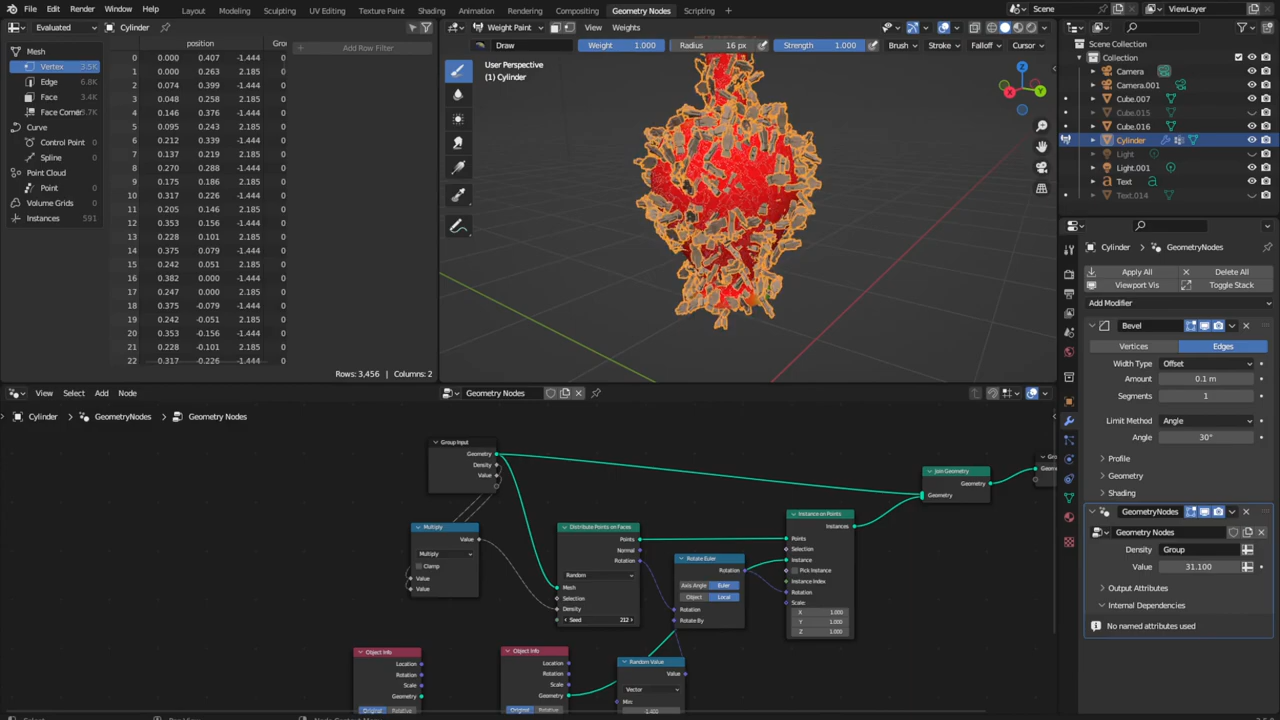 File Edit Render Window Help
Layout Modeling Sculpting UV Editing Texture Paint Shading Animation Rendering Compositing Geometry Nodes Scripting
Scene ViewLayer
Evaluated Cylinder
Mesh
Vertex 3.5K
Edge 6.8K
Face 3.4K
Face Corner
Curve
Control Point 0
Spline 0
Point Cloud
Point 0
Volume Grids 0
Instances 591
position Gro
Add Row Filter
0 0.000 0.407 -1.444 0
1 0.000 0.263 2.185 0
2 0.074 0.399 -1.444 0
3 0.048 0.258 2.185 0
4 0.146 0.376 -1.444 0
5 0.095 0.243 2.185 0
6 0.212 0.339 -1.444 0
7 0.137 0.219 2.185 0
8 0.270 0.288 -1.444 0
9 0.175 0.186 2.185 0
10 0.317 0.226 -1.444 0
11 0.205 0.146 2.185 0
12 0.353 0.156 -1.444 0
13 0.228 0.101 2.185 0
14 0.375 0.079 -1.444 0
15 0.242 0.051 2.185 0
16 0.382 0.000 -1.444 0
17 0.247 0.000 2.185 0
18 0.375 -0.079 -1.444 0
19 0.242 -0.051 2.185 0
20 0.353 -0.156 -1.444 0
21 0.228 -0.101 2.185 0
22 0.317 -0.226 -1.444 0
Rows: 3,456 | Columns: 2
Weight Paint View Weights
Draw Weight 1.000 Radius 16 px Strength 1.000 Brush Stroke Falloff Cursor
User Perspective
(1) Cylinder
X Y Z
Scene Collection
Collection
Camera
Camera.001
Cube.007
Cube.015
Cube.016
Cylinder
Light
Light.001
Text
Text.014
Cylinder GeometryNodes
Apply All Delete All
Viewport Vis Toggle Stack
Add Modifier
Bevel
Vertices Edges
Width Type Offset
Amount 0.1 m
Segments 1
Limit Method Angle
Angle 30°
Profile
Geometry
Shading
GeometryNodes
Geometry Nodes
Density Group
Value 31.100
Output Attributes
Internal Dependencies
No named attributes used
View Select Add Node Geometry Nodes
Cylinder GeometryNodes Geometry Nodes
Group Input
Geometry
Density
Value
Multiply
Value
Multiply
Clamp
Value
Value
Distribute Points on Faces
Points
Normal
Rotation
Random
Mesh
Selection
Density
Seed 212
Rotate Euler
Rotation
Axis Angle Euler
Object Local
Rotation
Rotate By
Instance on Points
Instances
Points
Selection
Instance
Pick Instance
Instance Index
Rotation
Scale:
X 1.000
Y 1.000
Z 1.000
Join Geometry
Geometry
Geometry
Object Info
Location
Rotation
Scale
Geometry
Original Relative
Object Info
Location
Rotation
Scale
Geometry
Original Relative
Random Value
Value
Vector
Min: